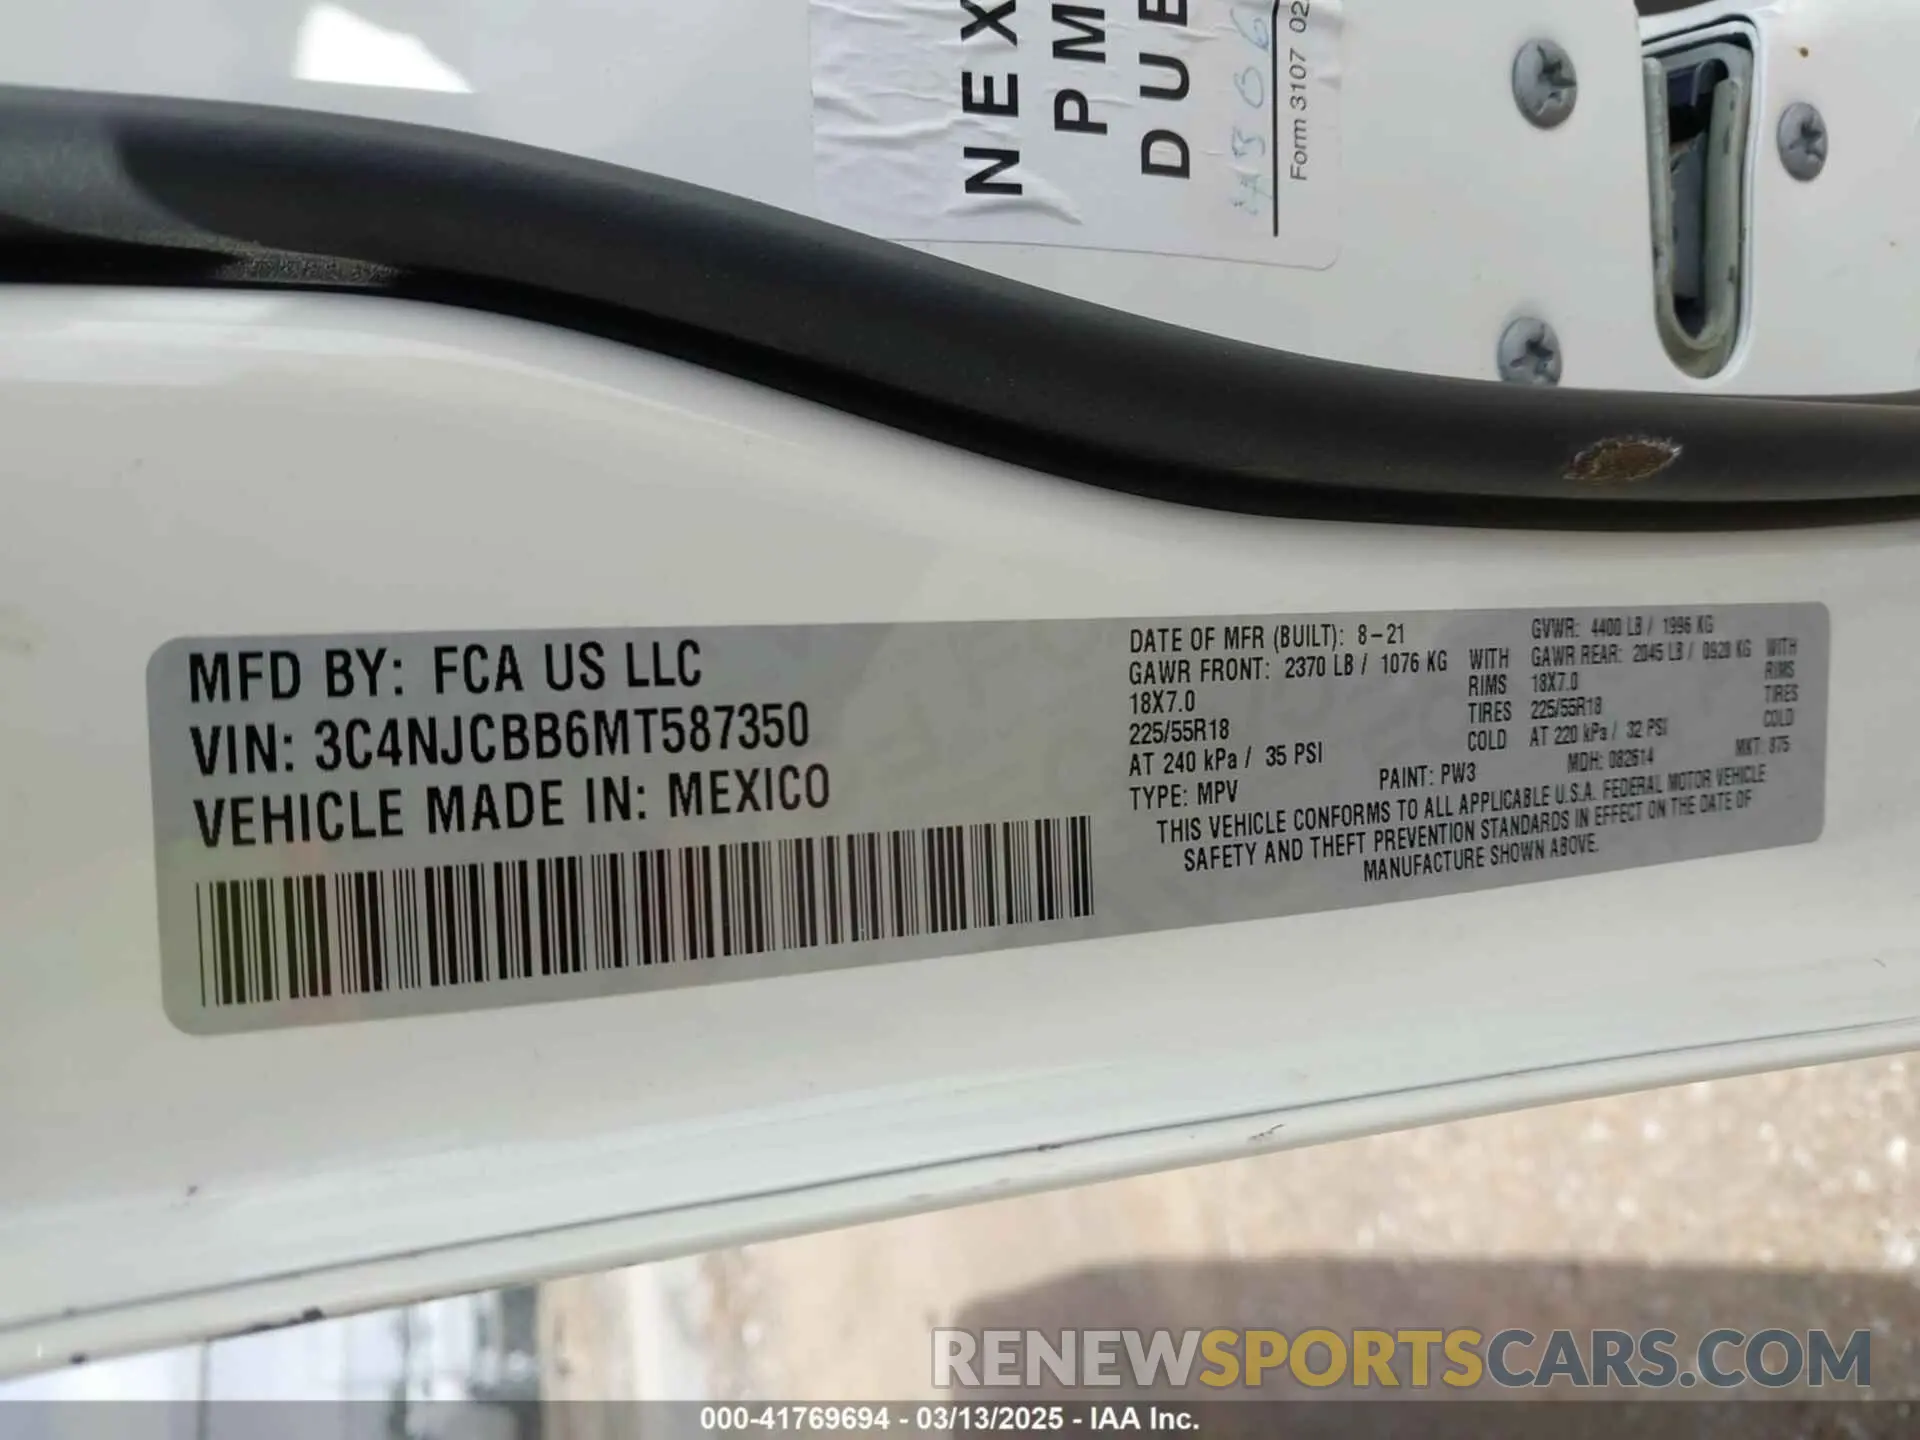 NEX
PM
DUE
Form 3107 02
MFD BY: FCA US LLC
VIN: 3C4NJCBB6MT587350
VEHICLE MADE IN: MEXICO
DATE OF MFR (BUILT): 8-21
GAWR FRONT: 2370 LB / 1076 KG WITH
18X7.0 RIMS
225/55R18 TIRES
AT 240 kPa / 35 PSI COLD
TYPE: MPV
PAINT: PW3
GVWR: 4400 LB / 1996 KG
GAWR REAR: 2045 LB / 0928 KG WITH
18X7.0 RIMS
225/55R18 TIRES
AT 220 kPa / 32 PSI COLD
MDH: 082614
MKT: 875
THIS VEHICLE CONFORMS TO ALL APPLICABLE U.S.A. FEDERAL MOTOR VEHICLE
SAFETY AND THEFT PREVENTION STANDARDS IN EFFECT ON THE DATE OF
MANUFACTURE SHOWN ABOVE.
RENEWSPORTSCARS.COM
000-41769694 - 03/13/2025 - IAA Inc.